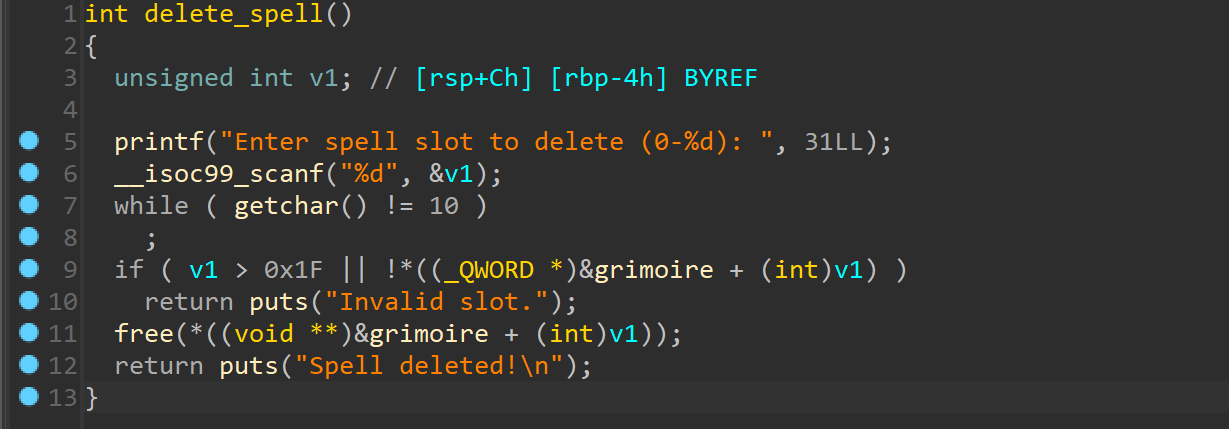 1 int delete_spell()
2 {
3   unsigned int v1; // [rsp+Ch] [rbp-4h] BYREF
4
5   printf("Enter spell slot to delete (0-%d): ", 31LL);
6   __isoc99_scanf("%d", &v1);
7   while ( getchar() != 10 )
8     ;
9   if ( v1 > 0x1F || !*((_QWORD *)&grimoire + (int)v1) )
10     return puts("Invalid slot.");
11   free(*((void **)&grimoire + (int)v1));
12   return puts("Spell deleted!\n");
13 }